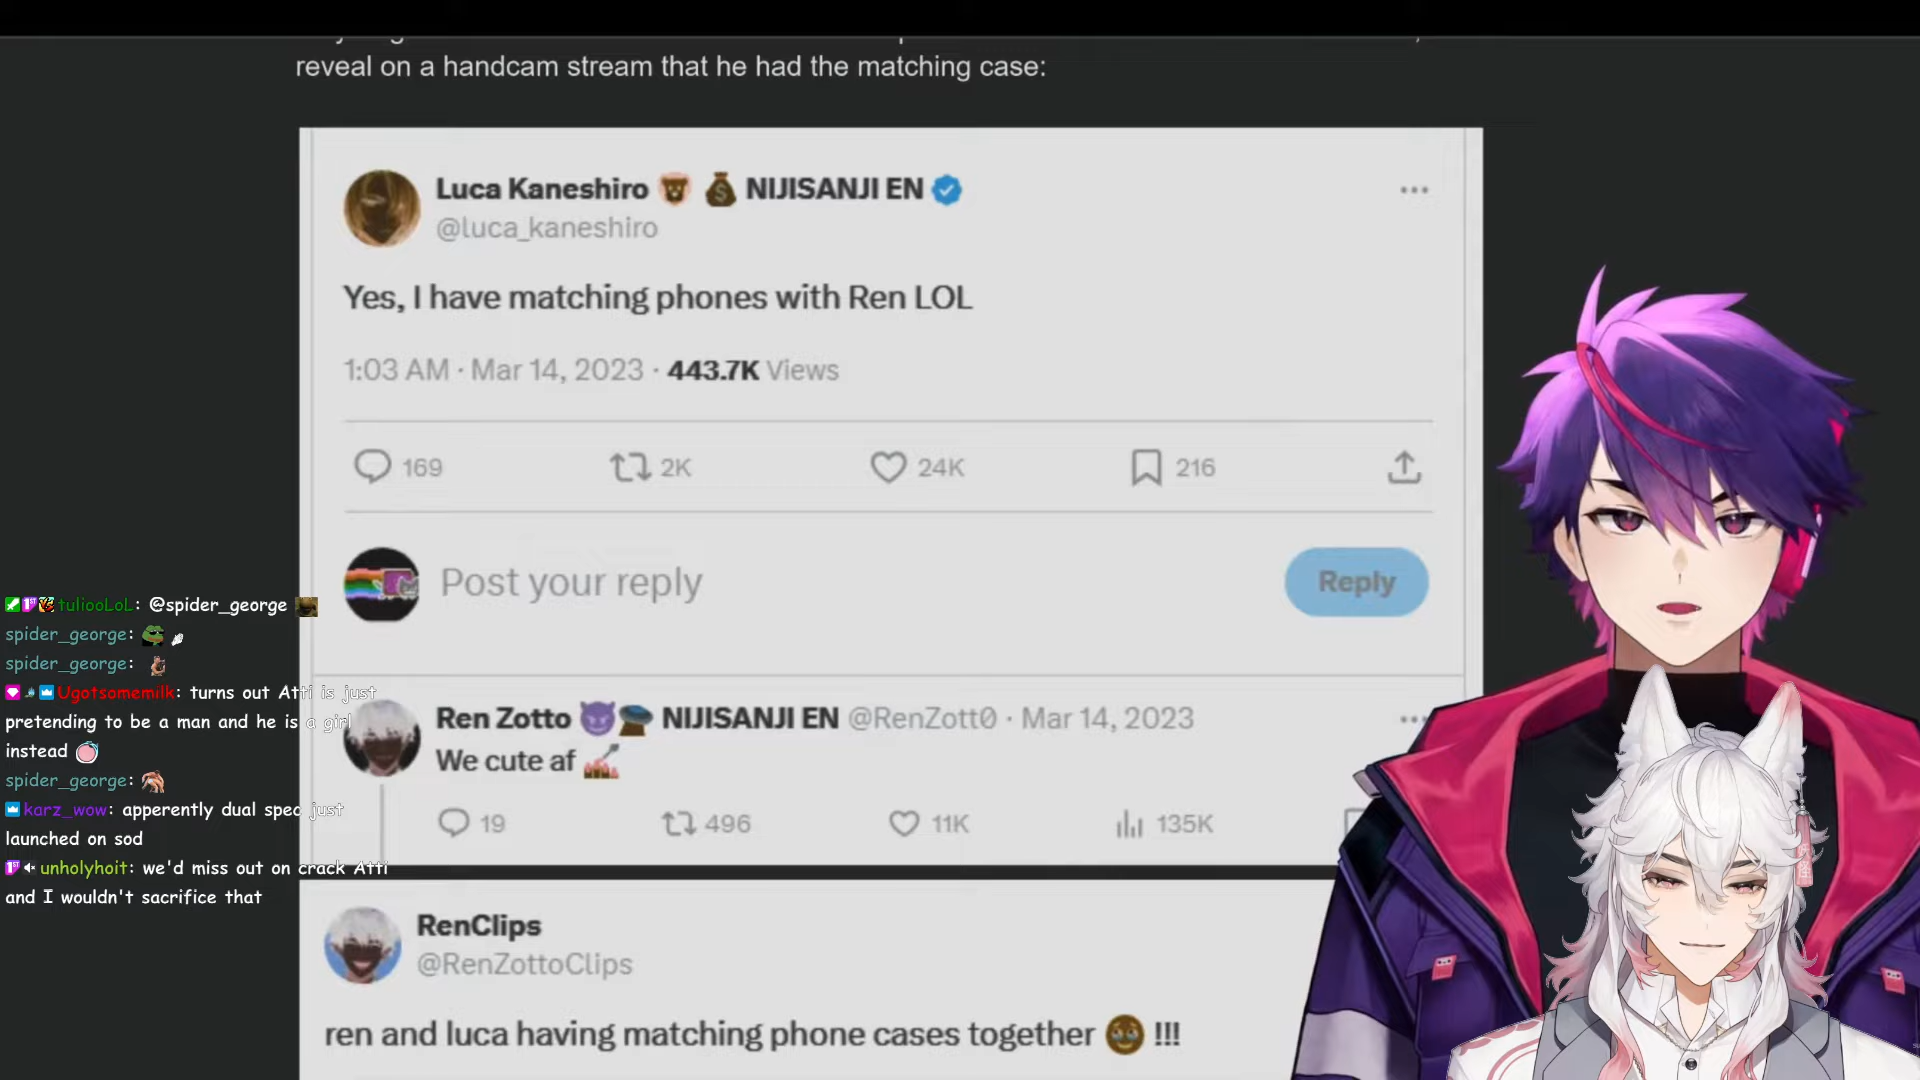 reveal on a handcam stream that he had the matching case:
Luca Kaneshiro NIJISANJI EN
@luca_kaneshiro
Yes, I have matching phones with Ren LOL
1:03 AM · Mar 14, 2023 · 443.7K Views
169 2K 24K 216
Post your reply Reply
Ren Zotto NIJISANJI EN @RenZott0 · Mar 14, 2023
We cute af
19 496 11K 135K
RenClips
@RenZottoClips
ren and luca having matching phone cases together !!!
tuliooLoL: @spider_george
spider_george:
spider_george:
Ugotsomemilk: turns out Atti is just
pretending to be a man and he is a girl
instead
spider_george:
karz_wow: apperently dual spec just
launched on sod
unholyhoit: we'd miss out on crack Atti
and I wouldn't sacrifice that